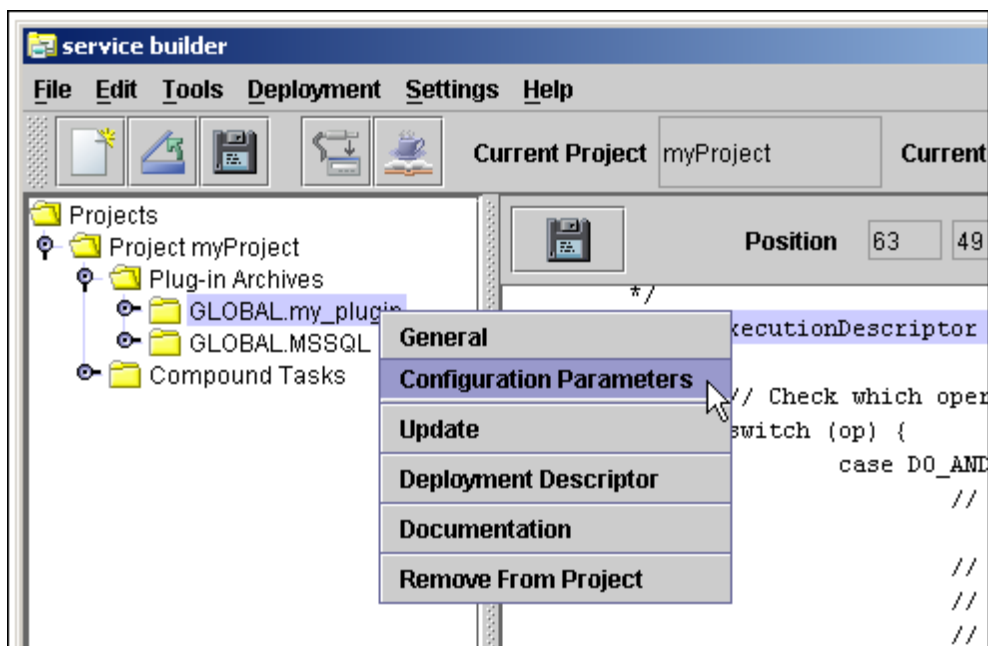 service builder
File Edit Tools Deployment Settings Help
Current Project myProject Current
Projects
Project myProject
Plug-in Archives
GLOBAL.my_plugin
GLOBAL.MSSQL
Compound Tasks
Position 63 49
*/
xecutionDescriptor
// Check which oper
switch (op) {
case DO_AND
//
//
//
//
General
Configuration Parameters
Update
Deployment Descriptor
Documentation
Remove From Project